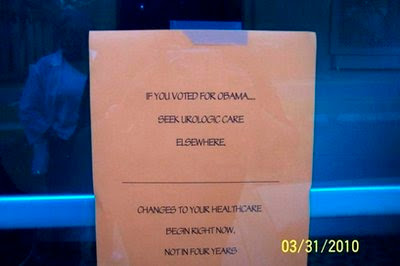 IF YOU VOTED FOR OBAMA....
SEEK UROLOGIC CARE
ELSEWHERE.
CHANGES TO YOUR HEALTHCARE
BEGIN RIGHT NOW,
NOT IN FOUR YEARS
03/31/2010